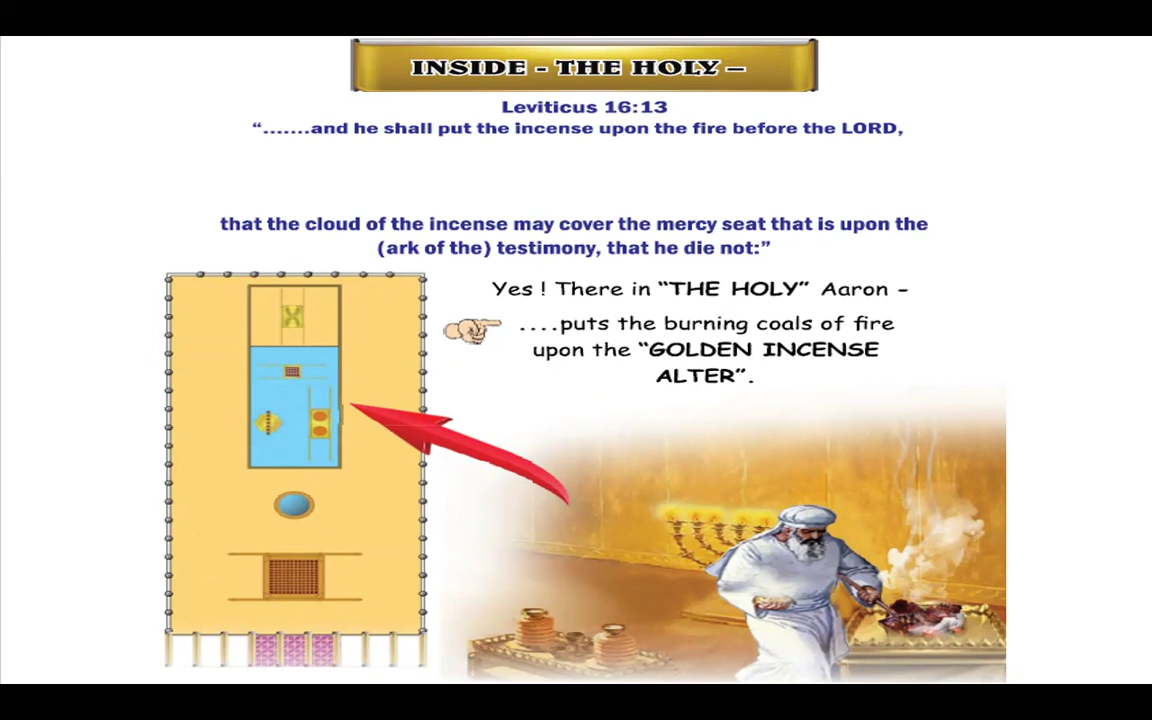 INSIDE - THE HOLY –
Leviticus 16:13
“.......and he shall put the incense upon the fire before the LORD,
that the cloud of the incense may cover the mercy seat that is upon the
(ark of the) testimony, that he die not:”
Yes ! There in “THE HOLY” Aaron -
....puts the burning coals of fire
upon the “GOLDEN INCENSE
ALTER”.